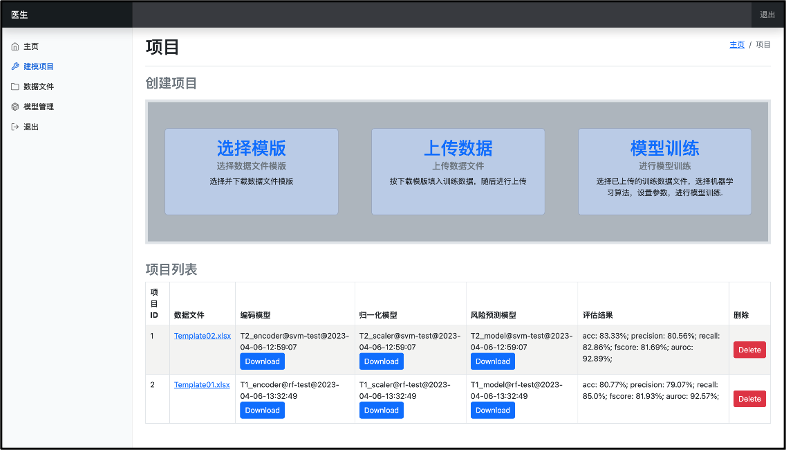 医生
退出
主页
建模项目
数据文件
模型管理
退出
项目
主页 / 项目
创建项目
选择模版
选择数据文件模版
选择并下载数据文件模版
上传数据
上传数据文件
按下载模版填入训练数据，随后进行上传
模型训练
进行模型训练
选择已上传的训练数据文件，选择机器学
习算法，设置参数，进行模型训练.
项目列表
项
目
ID
数据文件
编码模型
归一化模型
风险预测模型
评估结果
删除
1
Template02.xlsx
T2_encoder@svm-test@2023-
04-06-12:59:07
Download
T2_scaler@svm-test@2023-
04-06-12:59:07
Download
T2_model@svm-test@2023-
04-06-12:59:07
Download
acc: 83.33%; precision: 80.56%; recall:
82.86%; fscore: 81.69%; auroc:
92.89%;
Delete
2
Template01.xlsx
T1_encoder@rf-test@2023-
04-06-13:32:49
Download
T1_scaler@rf-test@2023-
04-06-13:32:49
Download
T1_model@rf-test@2023-
04-06-13:32:49
Download
acc: 80.77%; precision: 79.07%; recall:
85.0%; fscore: 81.93%; auroc: 92.57%;
Delete